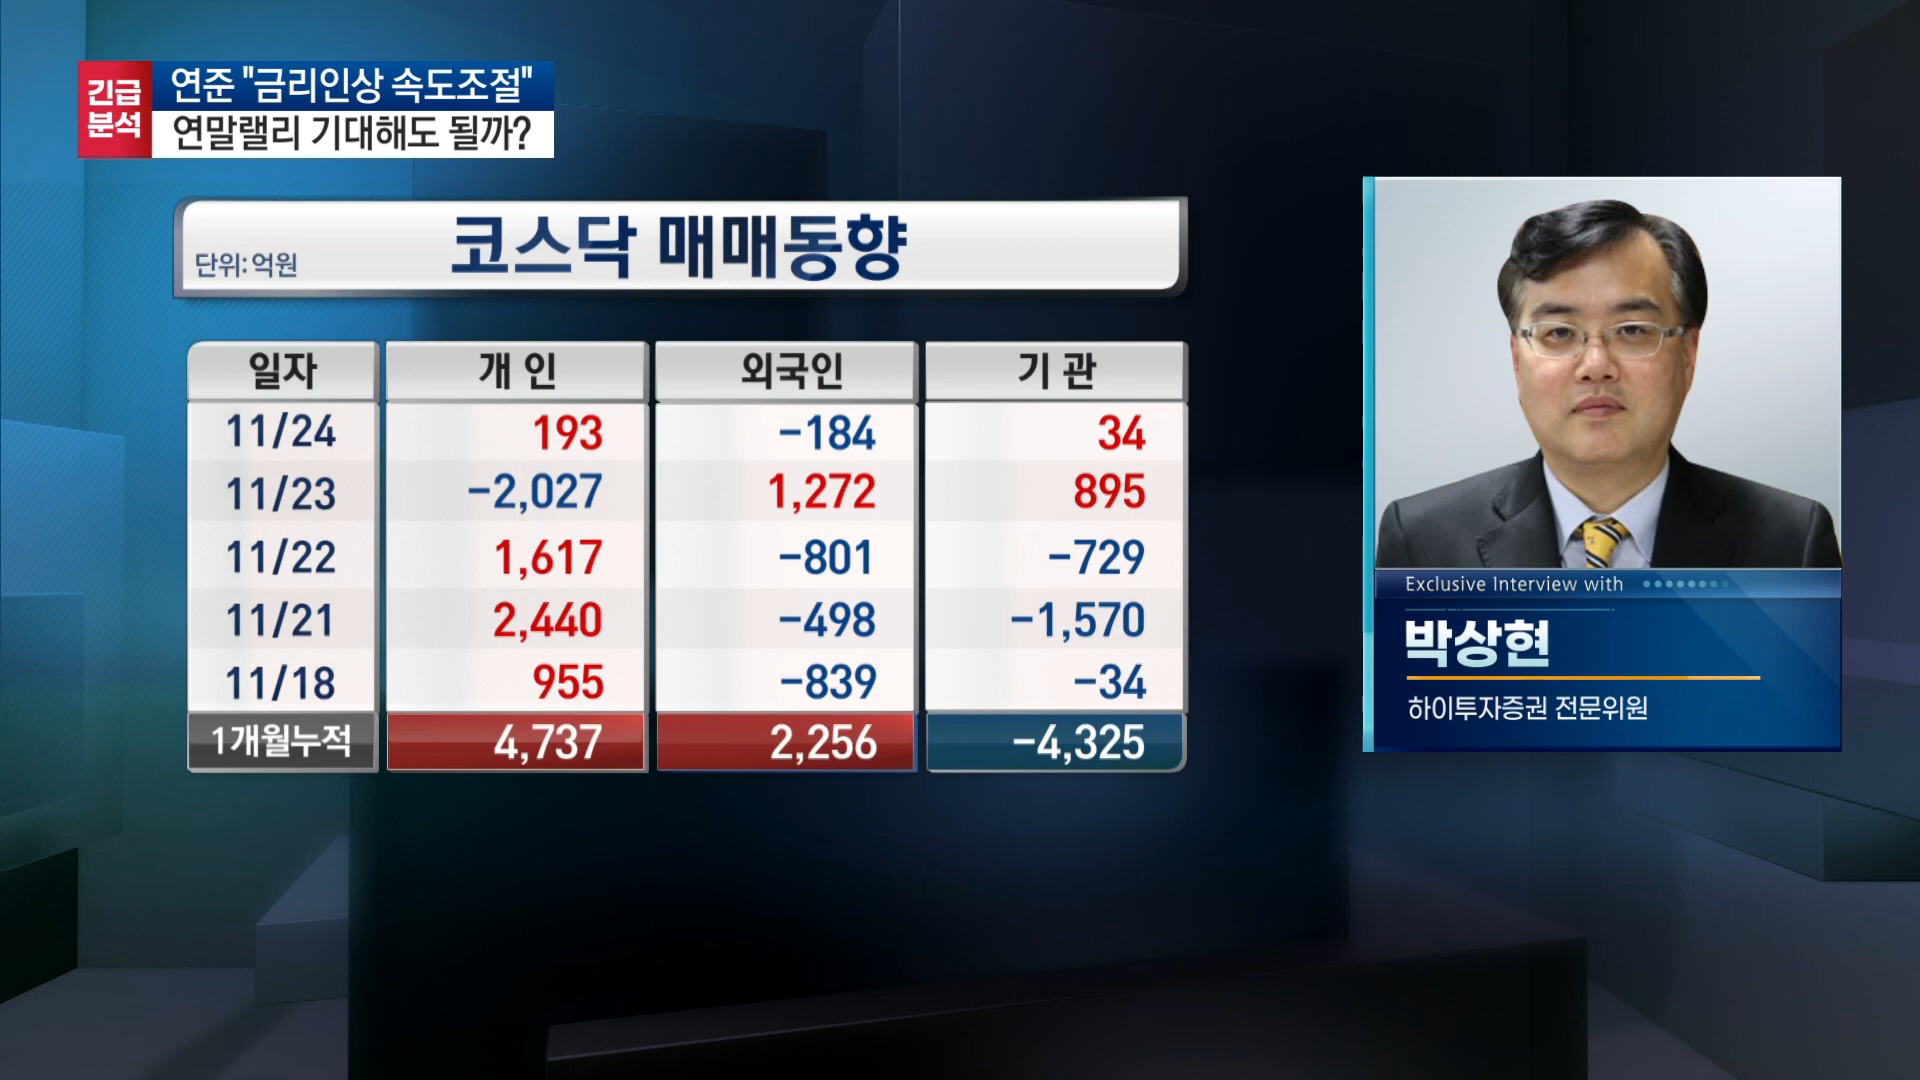 긴급
분석
연준 "금리인상 속도조절"
연말랠리 기대해도 될까?
코스닥 매매동향
단위:억원
일자 개인 외국인 기관
11/24 193 -184 34
11/23 -2,027 1,272 895
11/22 1,617 -801 -729
11/21 2,440 -498 -1,570
11/18 955 -839 -34
1개월누적 4,737 2,256 -4,325
Exclusive Interview with
박상현
하이투자증권 전문위원